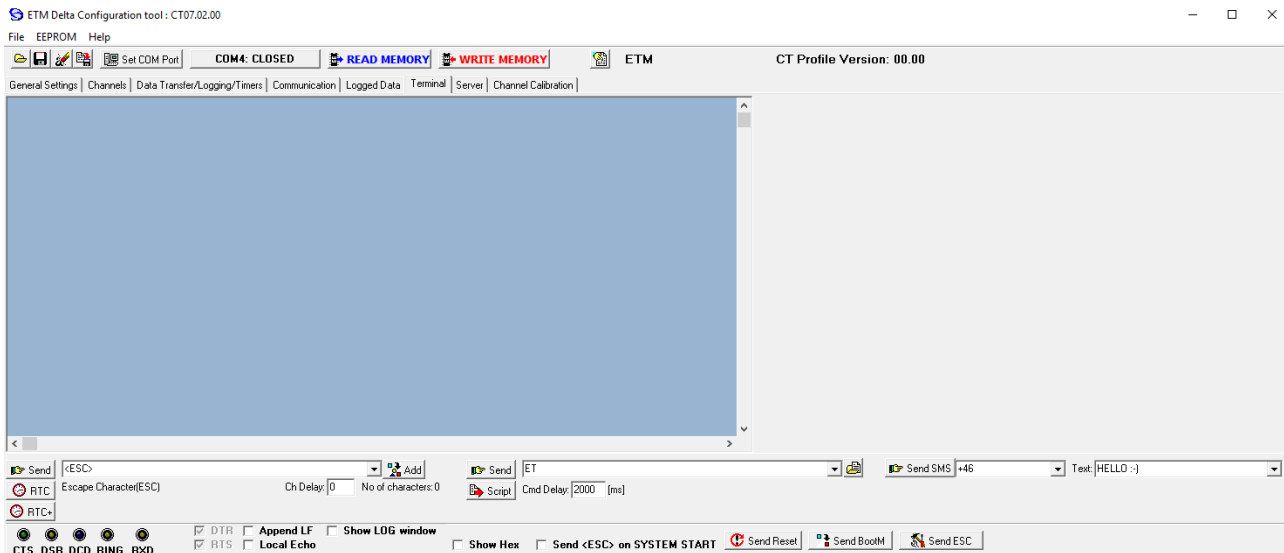 ETM Delta Configuration tool : CT07.02.00
File EEPROM Help
Set COM Port COM4: CLOSED READ MEMORY WRITE MEMORY ETM CT Profile Version: 00.00
General Settings Channels Data Transfer/Logging/Timers Communication Logged Data Terminal Server Channel Calibration
Send <ESC> Add Send ET Send SMS +46 Text: HELLO :-)
RTC Escape Character(ESC) Ch Delay: 0 No of characters: 0 Script Cmd Delay: 2000 [ms]
RTC+
DTR Append LF Show LOG window
CTS DSR DCD RING RXD RTS Local Echo Show Hex Send <ESC> on SYSTEM START Send Reset Send BootM Send ESC